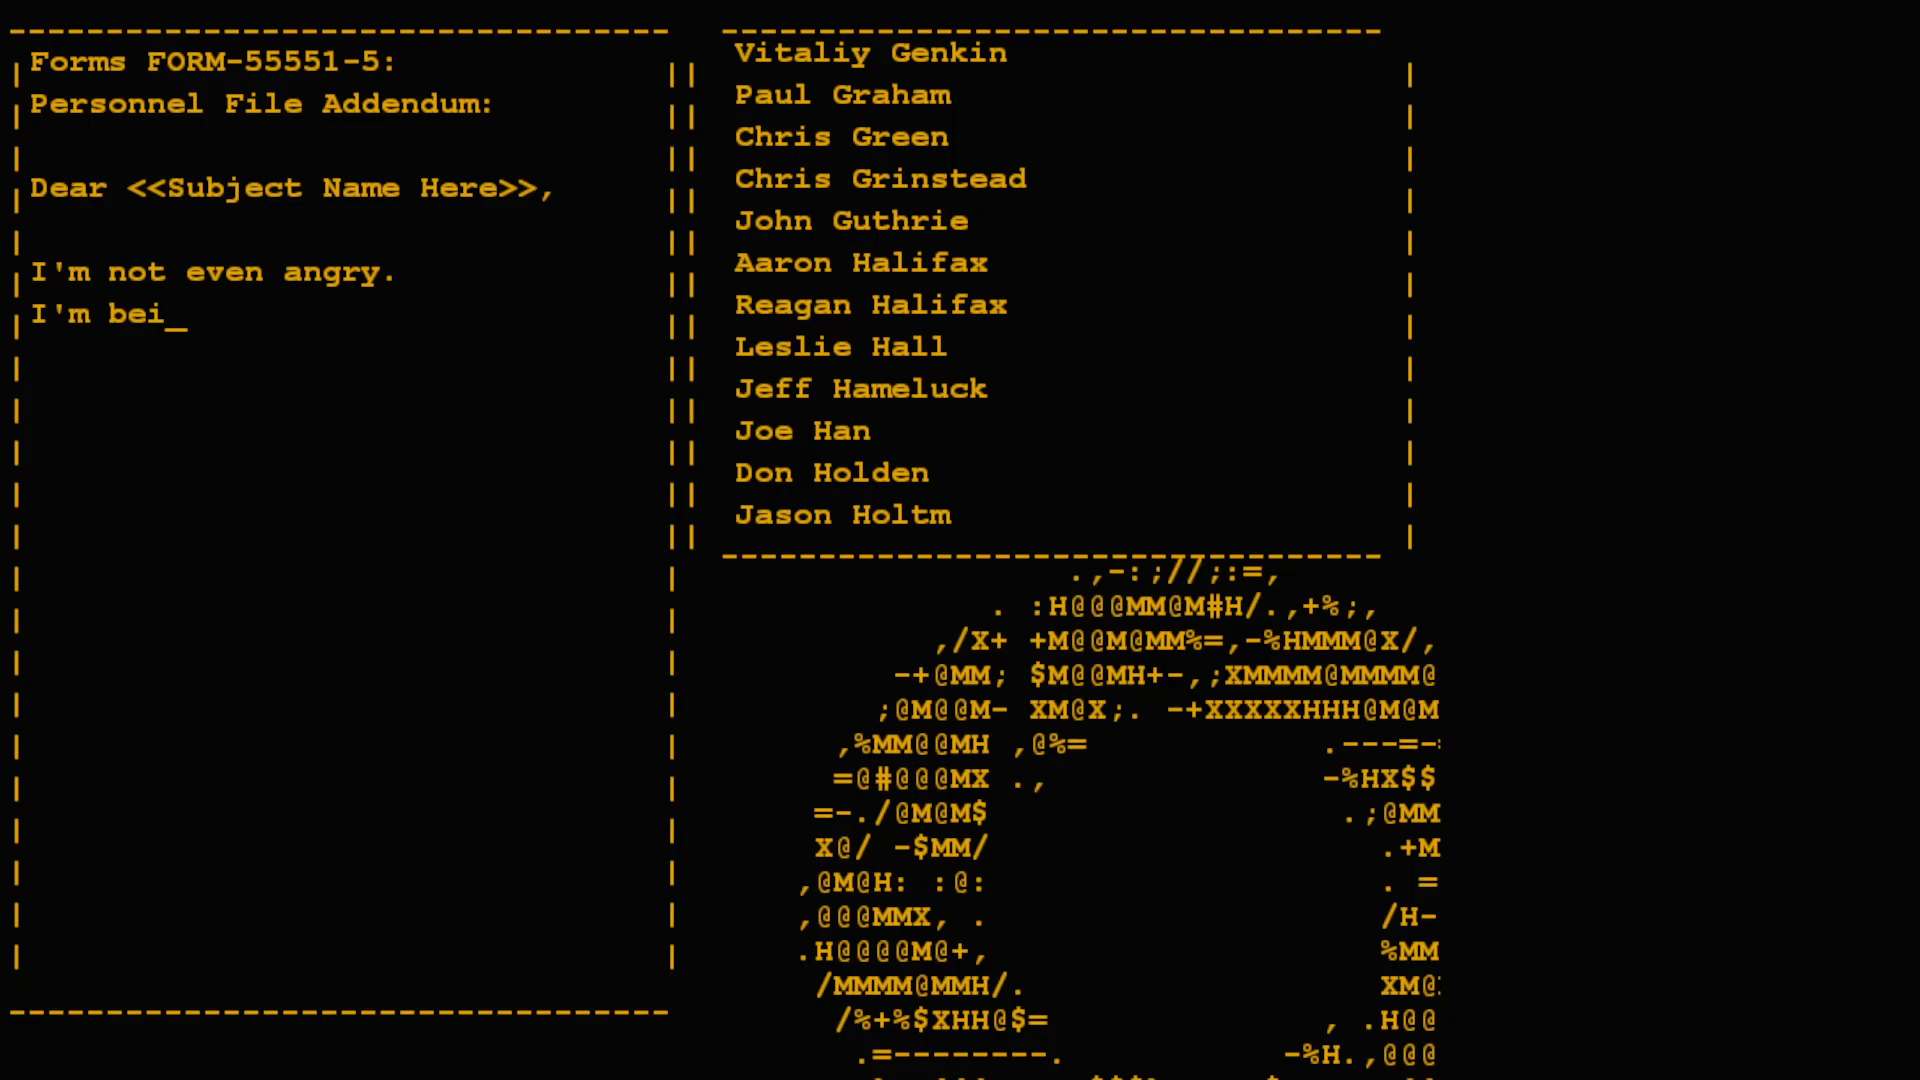 Forms FORM-55551-5:
Personnel File Addendum:
Dear <<Subject Name Here>>,
I'm not even angry.
I'm bei_
Vitaliy Genkin
Paul Graham
Chris Green
Chris Grinstead
John Guthrie
Aaron Halifax
Reagan Halifax
Leslie Hall
Jeff Hameluck
Joe Han
Don Holden
Jason Holtm